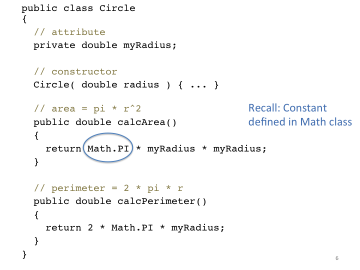 public class Circle
{
// attribute
private double myRadius;
// constructor
Circle( double radius ) { ... }
// area = pi * r^2
Recall: Constant
defined in Math class
public double calcArea()
{
return Math.PI * myRadius * myRadius;
}
// perimeter = 2 * pi * r
public double calcPerimeter()
{
return 2 * Math.PI * myRadius;
}
}
6